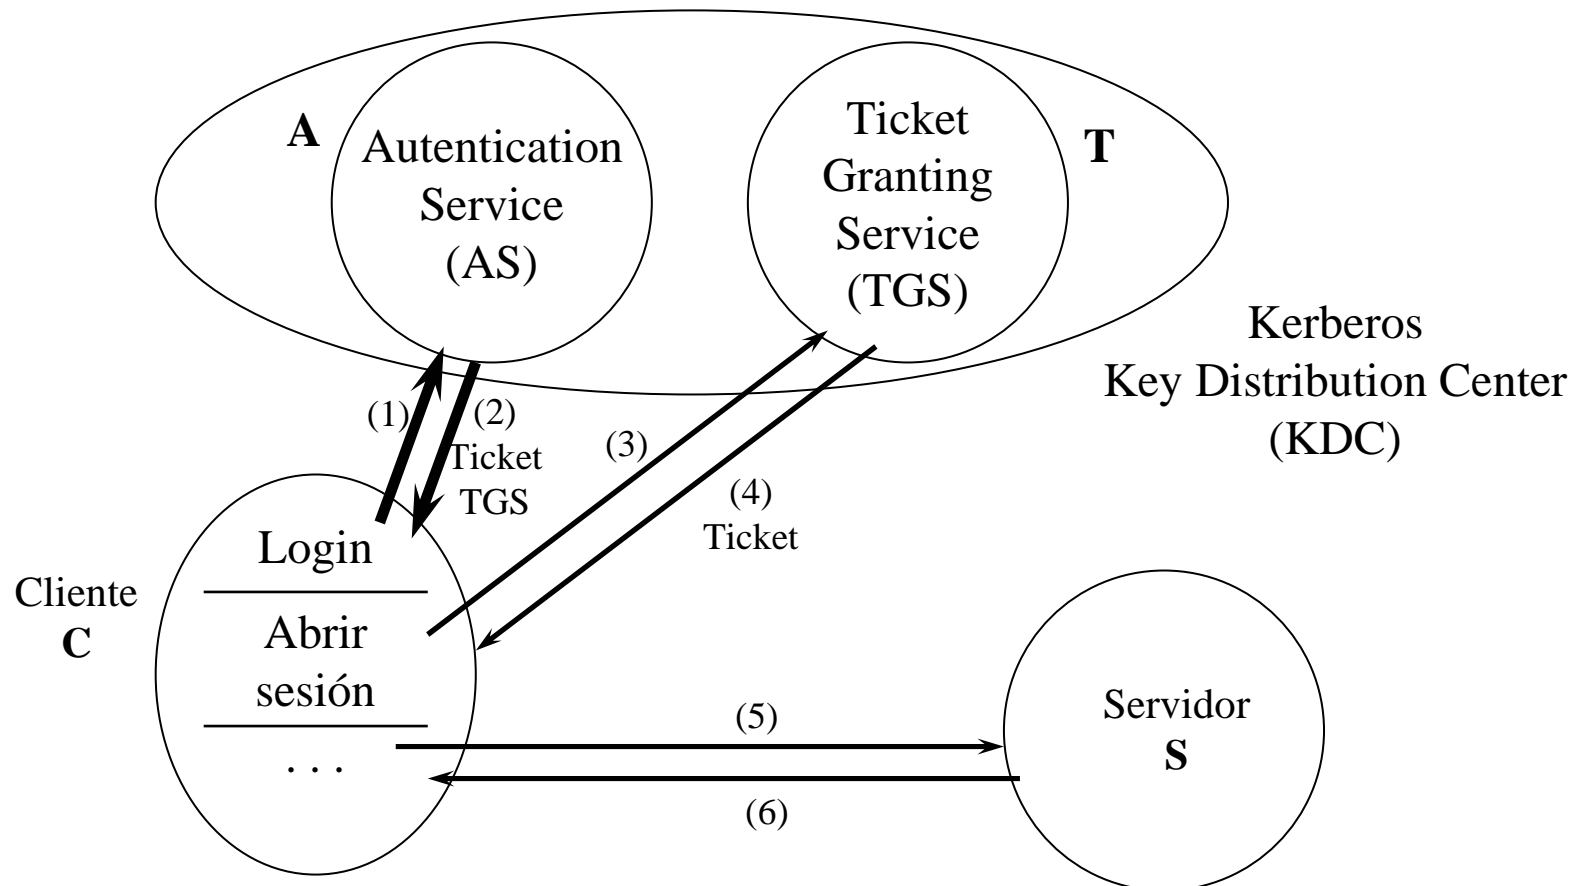 A
Autentication
Service
(AS)
Ticket
Granting
Service
(TGS)
T
Kerberos
Key Distribution Center
(KDC)
(1)
(2)
Ticket
TGS
(3)
(4)
Ticket
Cliente
C
Login
Abrir
sesión
. . .
(5)
(6)
Servidor
S